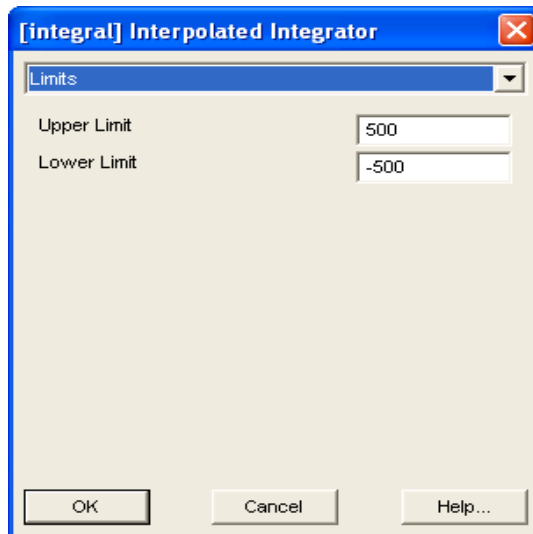 [integral] Interpolated Integrator
Limits
Upper Limit 500
Lower Limit -500
OK Cancel Help...